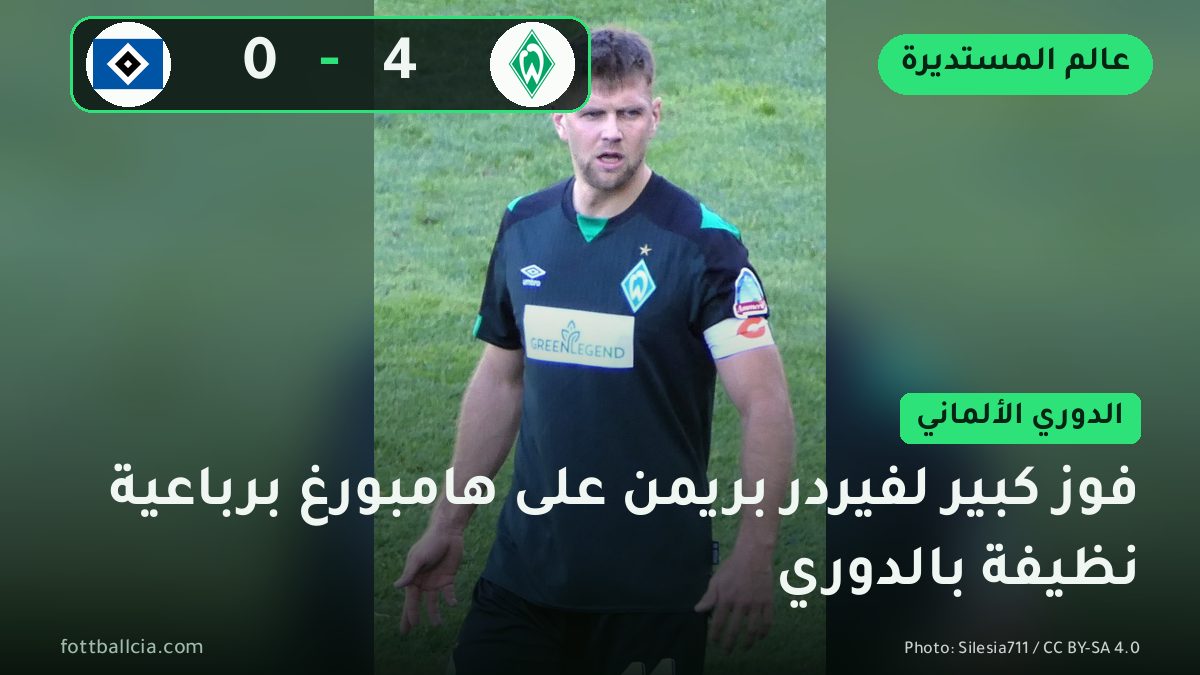 0 - 4
عالم المستديرة
umbro
GREENLEGEND
الدوري الألماني
فوز كبير لفيردر بريمن على هامبورغ برباعية
نظيفة بالدوري
fottballcia.com
Photo: Silesia711 / CC BY-SA 4.0